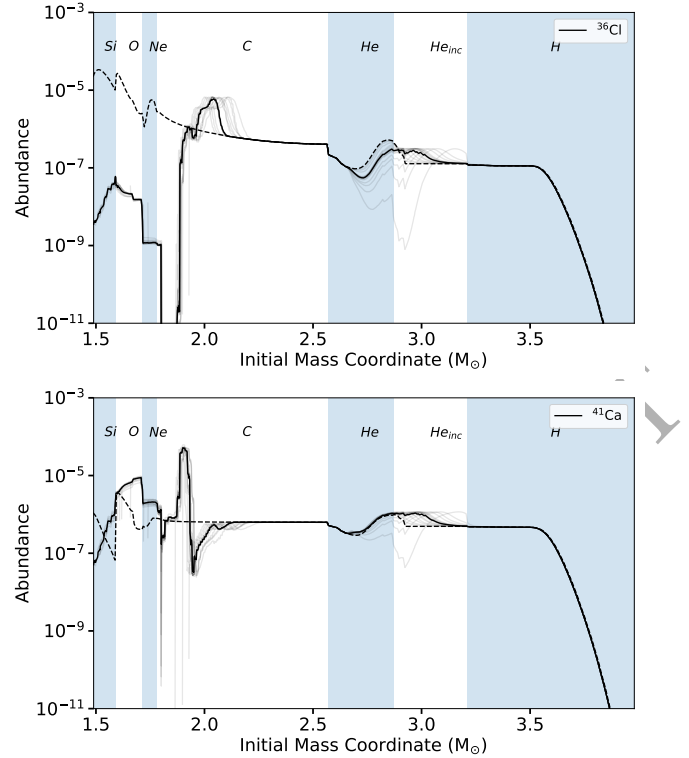 10⁻³
Si O Ne C He He_inc H
³⁶Cl
10⁻⁵
10⁻⁷
10⁻⁹
10⁻¹¹
Abundance
1.5 2.0 2.5 3.0 3.5
Initial Mass Coordinate (M☉)
10⁻³
Si O Ne C He He_inc H
⁴¹Ca
10⁻⁵
10⁻⁷
10⁻⁹
10⁻¹¹
Abundance
1.5 2.0 2.5 3.0 3.5
Initial Mass Coordinate (M☉)